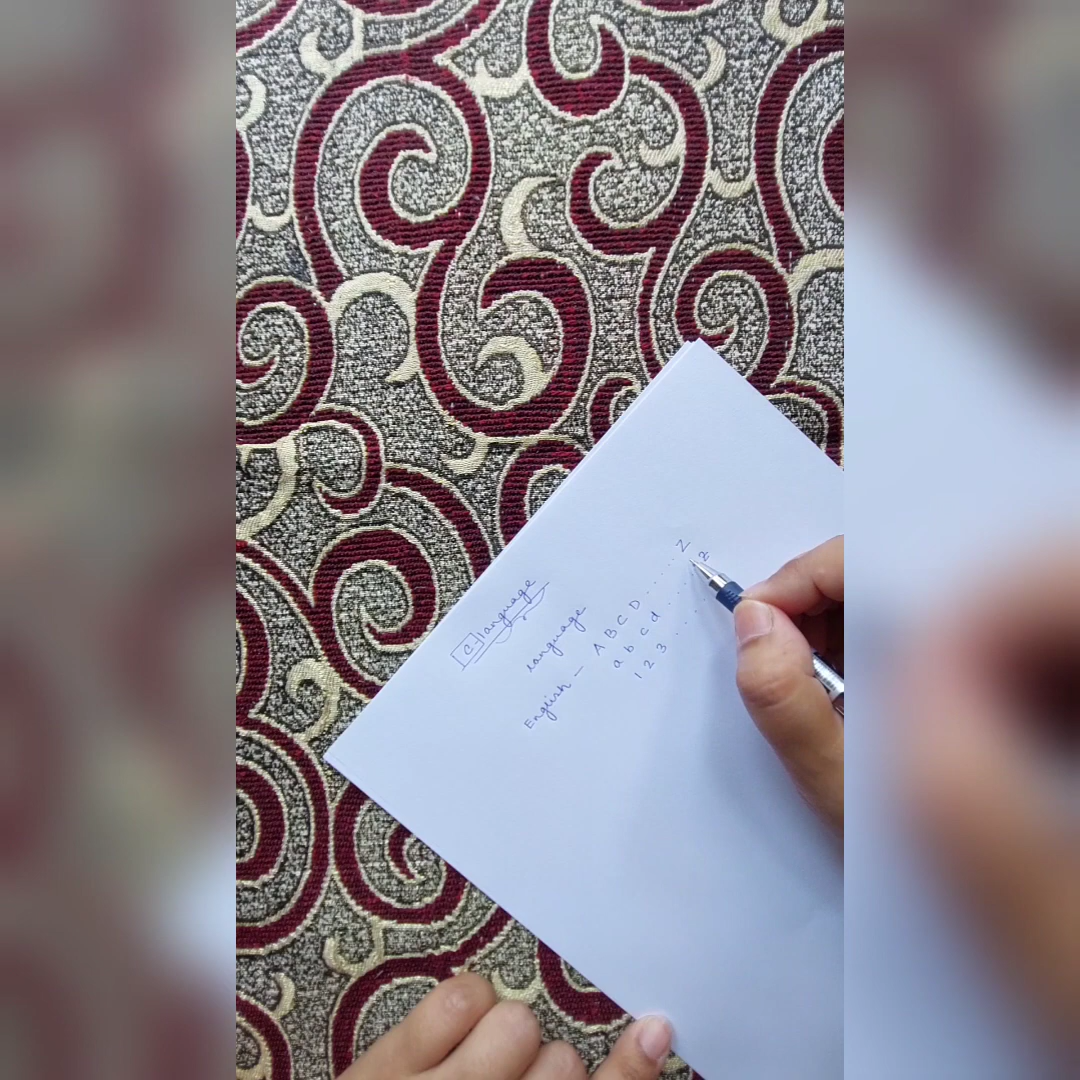 C language
language
English - A B C D ..... Z
a b c d ..... z
1 2 3 .....